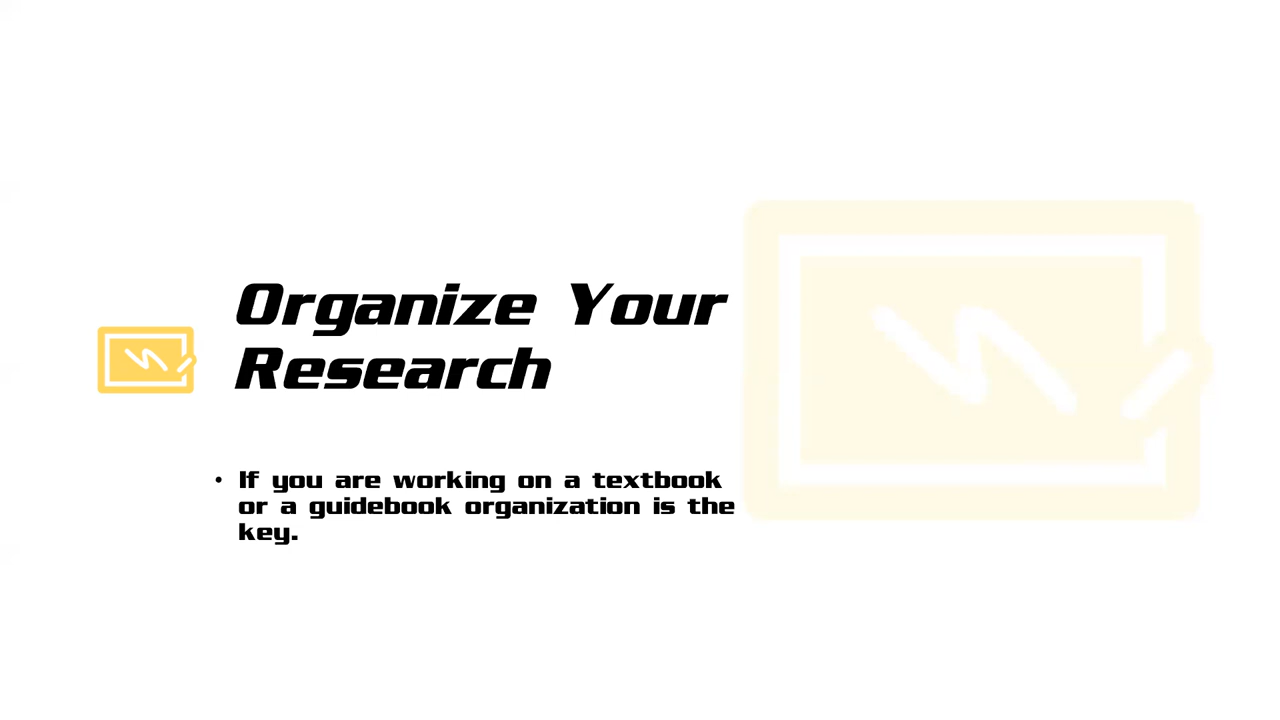 Organize Your
Research
• If you are working on a textbook
or a guidebook organization is the
key.